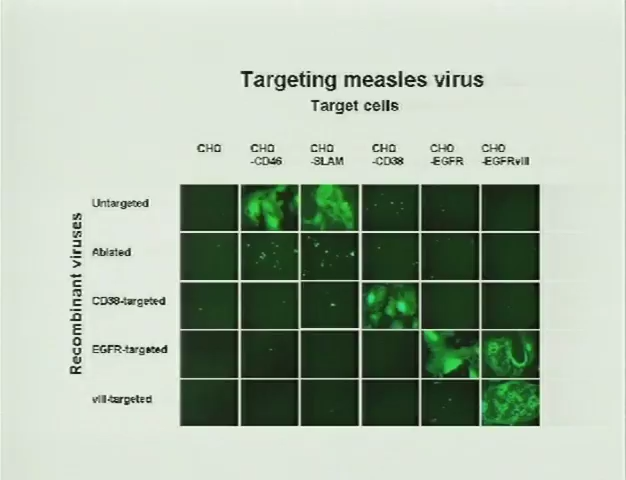 Targeting measles virus
Target cells
CHO CHO CHO CHO CHO CHO
-CD46 -SLAM -CD38 -EGFR -EGFRvIII
Recombinant viruses
Untargeted
Ablated
CD38-targeted
EGFR-targeted
vIII-targeted